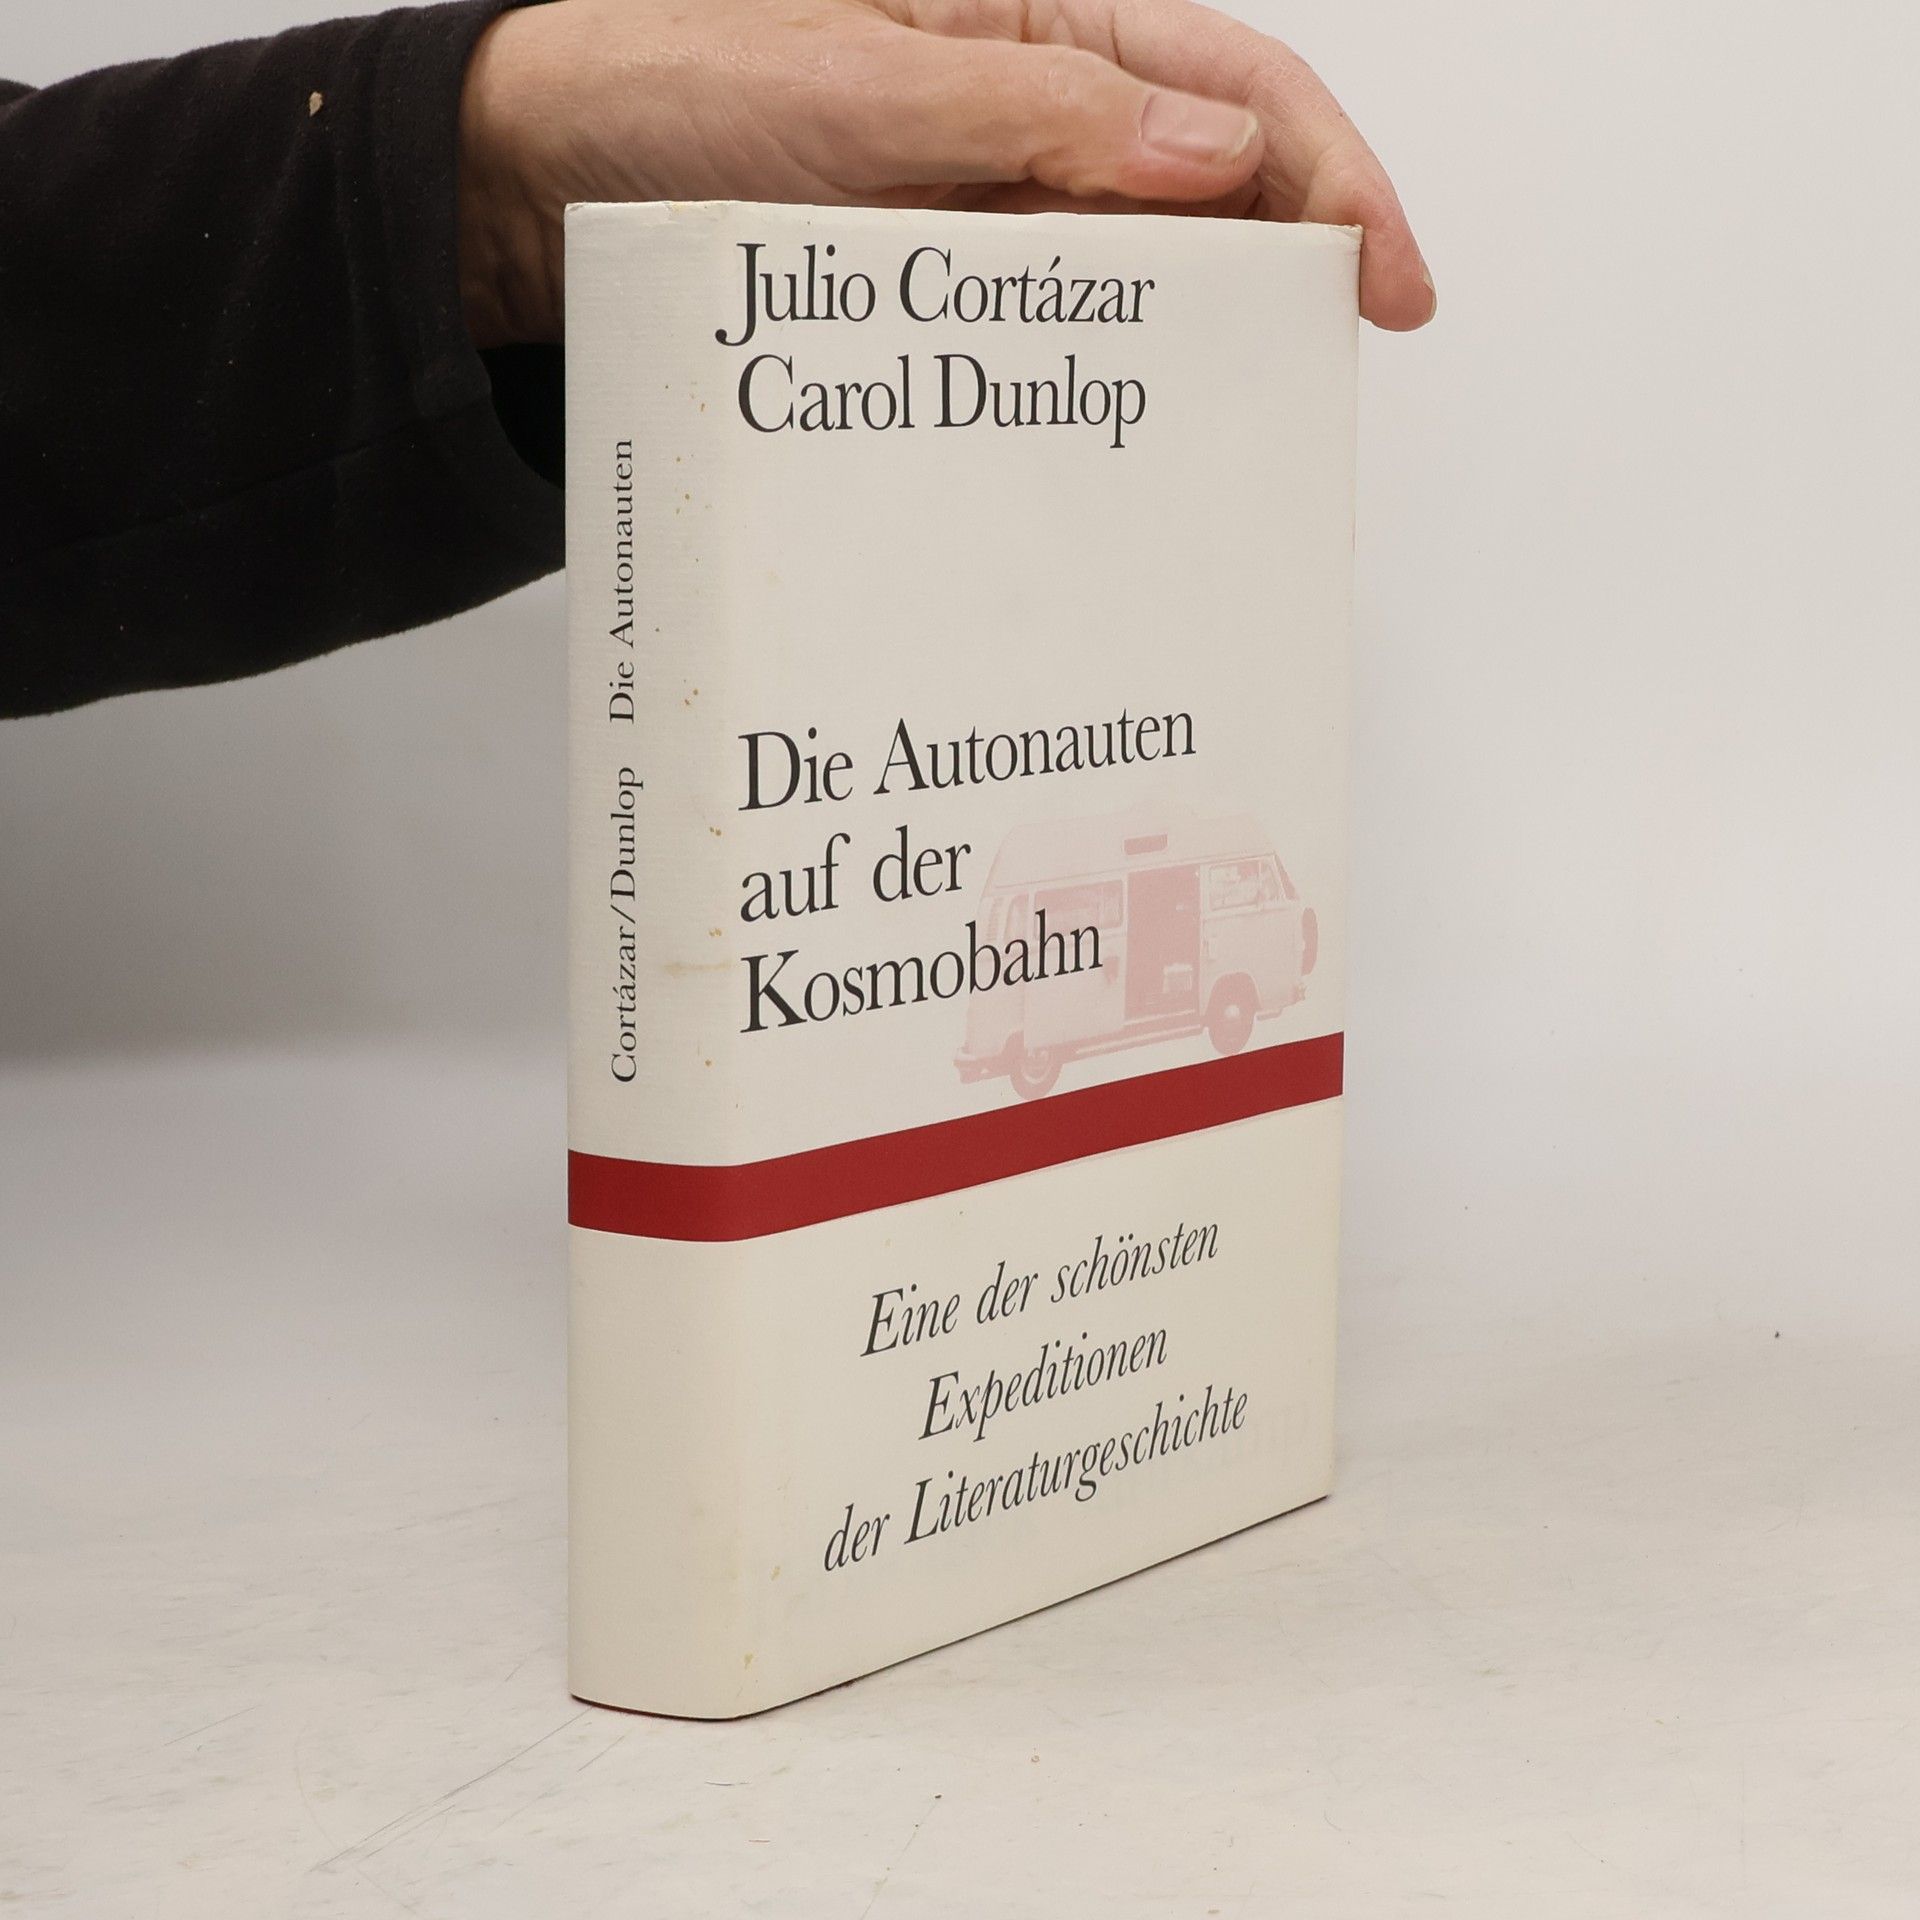 Julio Cortázar
Carol Dunlop
Die Autonauten
auf der
Kosmobahn
Eine der schönsten
Expeditionen
der Literaturgeschichte
Cortázar/Dunlop Die Autonauten